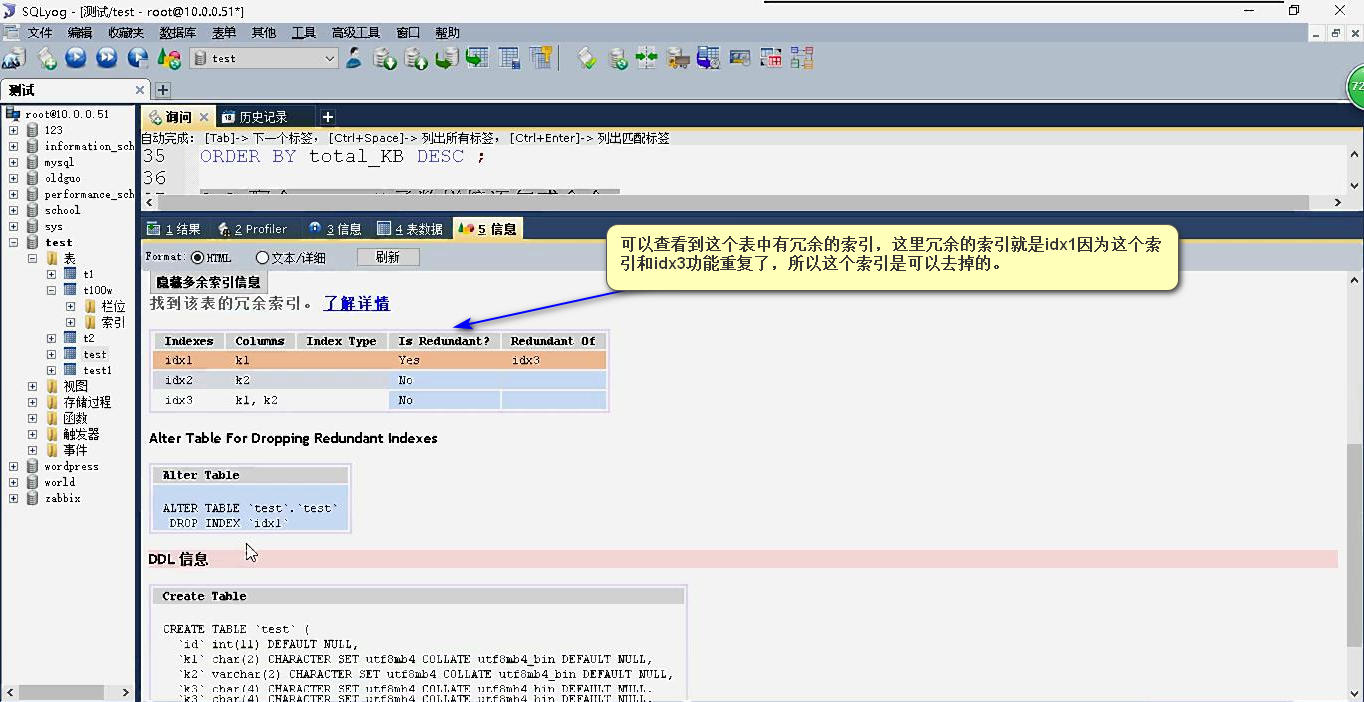 SQLyog - [测试/test - root@10.0.0.51*]
文件 编辑 收藏夹 数据库 表单 其他 工具 高级工具 窗口 帮助
test
测试
72
root@10.0.0.51
123
information_sch
mysql
oldguo
performance_sch
school
sys
test
表
t1
t100w
栏位
索引
t2
test
test1
视图
存储过程
函数
触发器
事件
wordpress
world
zabbix
询问 历史记录
自动完成: [Tab]-> 下一个标签, [Ctrl+Space]-> 列出所有标签, [Ctrl+Enter]-> 列出匹配标签
35 ORDER BY total_KB DESC ;
36
1 结果 2 Profiler 3 信息 4 表数据 5 信息
Format: HTML 文本/详细 刷新
可以查看到这个表中有冗余的索引，这里冗余的索引就是idx1因为这个索
引和idx3功能重复了，所以这个索引是可以去掉的。
隐藏多余索引信息
找到该表的冗余索引。 了解详情
Indexes Columns Index Type Is Redundant? Redundant Of
idx1 k1 Yes idx3
idx2 k2 No
idx3 k1, k2 No
Alter Table For Dropping Redundant Indexes
Alter Table
ALTER TABLE `test`.`test`
DROP INDEX `idx1`
DDL 信息
Create Table
CREATE TABLE `test` (
`id` int(11) DEFAULT NULL,
`k1` char(2) CHARACTER SET utf8mb4 COLLATE utf8mb4_bin DEFAULT NULL,
`k2` varchar(2) CHARACTER SET utf8mb4 COLLATE utf8mb4_bin DEFAULT NULL,
`k3` char(4) CHARACTER SET utf8mb4 COLLATE utf8mb4_bin DEFAULT NULL,